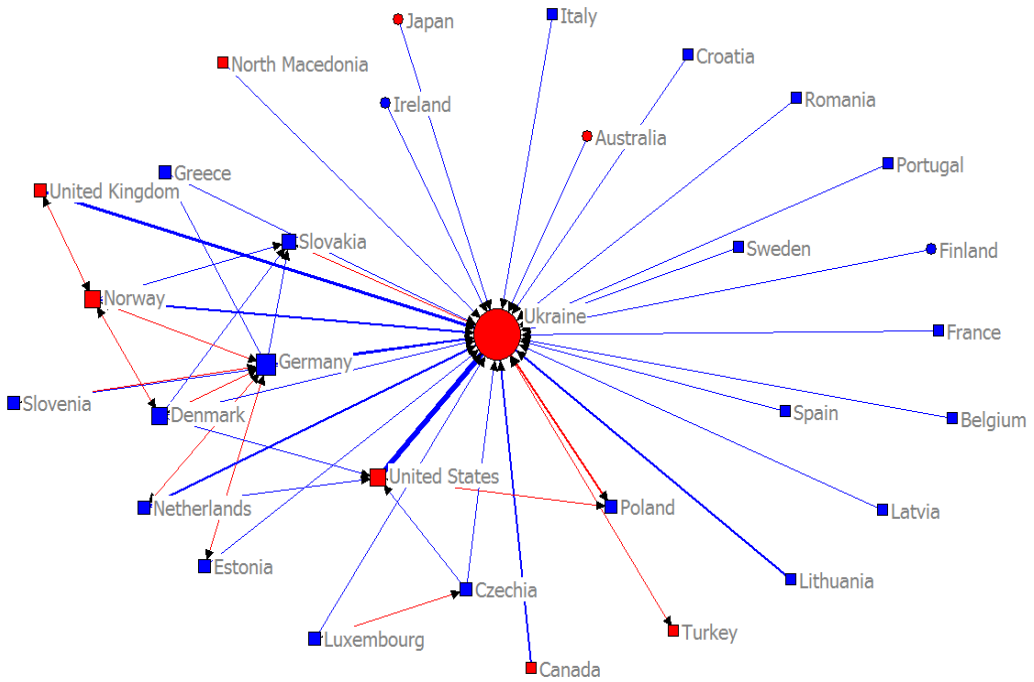 Japan
Italy
North Macedonia
Croatia
Ireland
Romania
Australia
Greece
Portugal
United Kingdom
Slovakia
Sweden
Finland
Norway
Ukraine
France
Germany
Slovenia
Denmark
Spain
Belgium
United States
Netherlands
Poland
Latvia
Estonia
Lithuania
Czechia
Luxembourg
Turkey
Canada